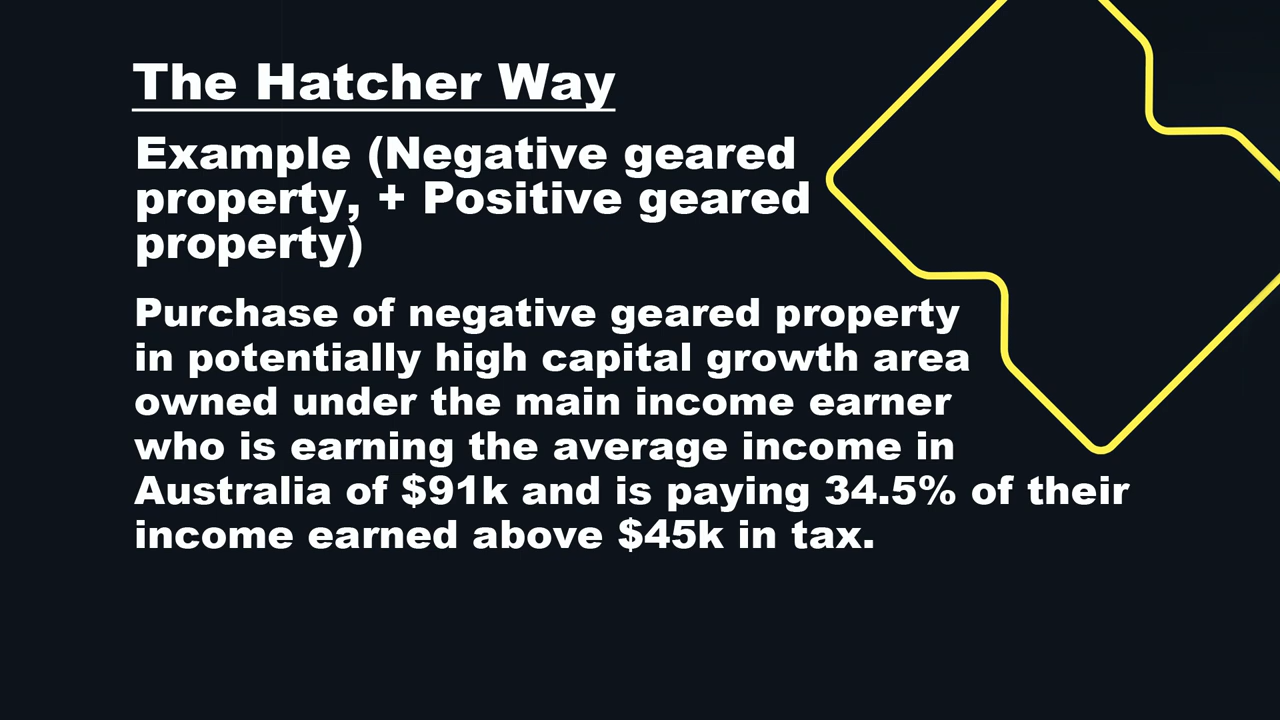 The Hatcher Way
Example (Negative geared
property, + Positive geared
property)
Purchase of negative geared property
in potentially high capital growth area
owned under the main income earner
who is earning the average income in
Australia of $91k and is paying 34.5% of their
income earned above $45k in tax.